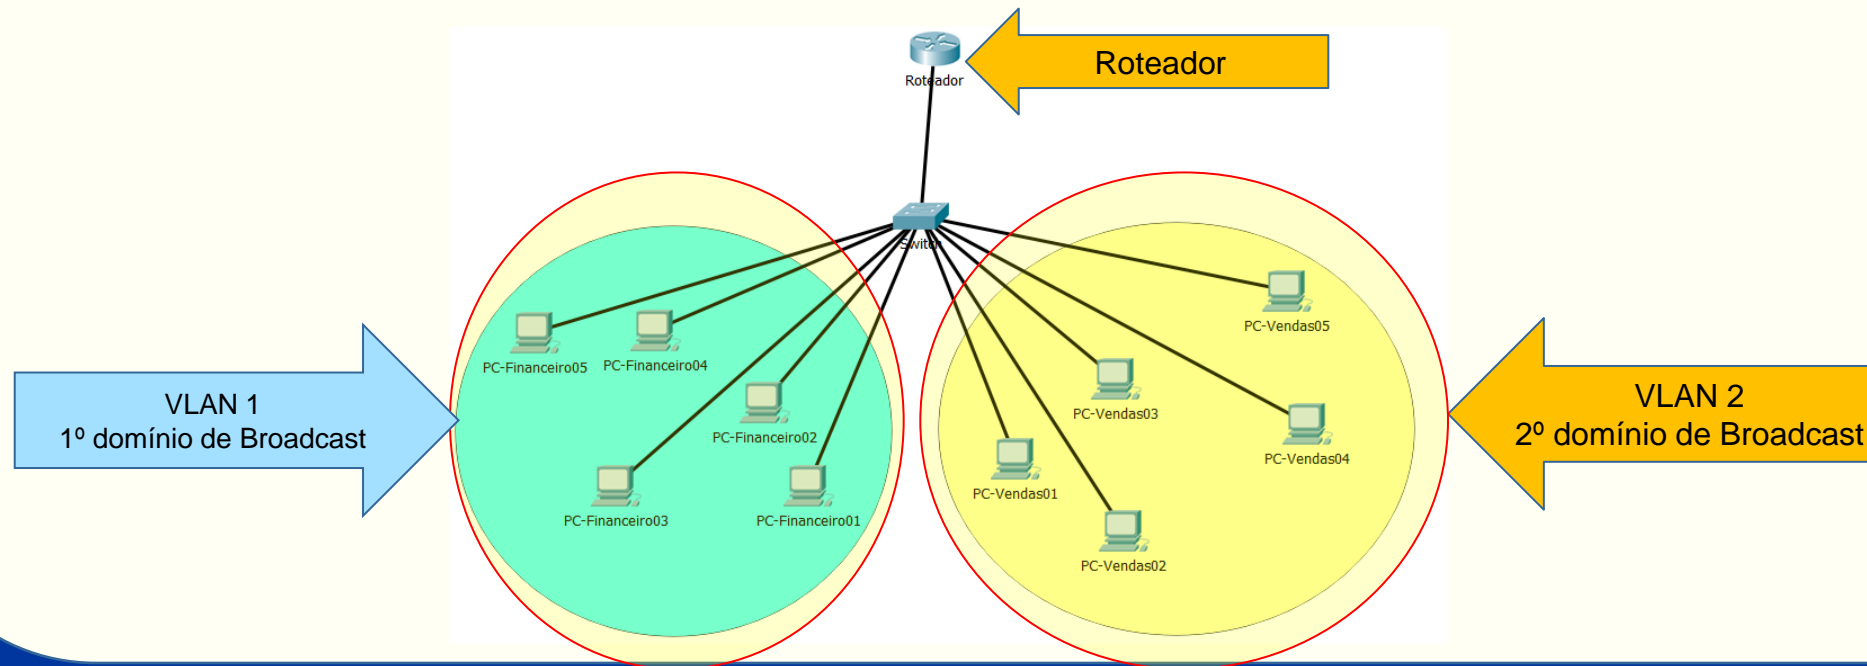 Roteador
Roteador
Switch
VLAN 1
1º domínio de Broadcast
PC-Financeiro05
PC-Financeiro04
PC-Financeiro02
PC-Financeiro03
PC-Financeiro01
PC-Vendas05
PC-Vendas03
PC-Vendas04
PC-Vendas01
PC-Vendas02
VLAN 2
2º domínio de Broadcast